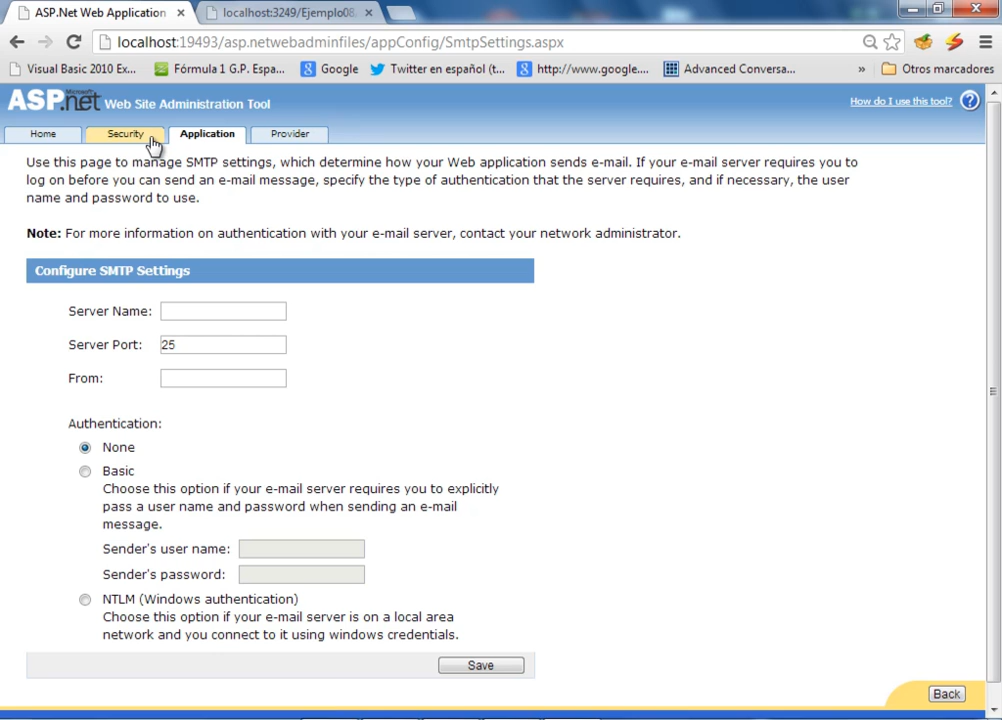 ASP.Net Web Application
localhost:3249/Ejemplo08
localhost:19493/asp.netwebadminfiles/appConfig/SmtpSettings.aspx
Visual Basic 2010 Ex...
Fórmula 1 G.P. Espa...
Google
Twitter en español (t...
http://www.google....
Advanced Conversa...
»
Otros marcadores
Microsoft
ASP.net Web Site Administration Tool
How do I use this tool?
Home
Security
Application
Provider
Use this page to manage SMTP settings, which determine how your Web application sends e-mail. If your e-mail server requires you to
log on before you can send an e-mail message, specify the type of authentication that the server requires, and if necessary, the user
name and password to use.
Note: For more information on authentication with your e-mail server, contact your network administrator.
Configure SMTP Settings
Server Name:
Server Port: 25
From:
Authentication:
None
Basic
Choose this option if your e-mail server requires you to explicitly
pass a user name and password when sending an e-mail
message.
Sender's user name:
Sender's password:
NTLM (Windows authentication)
Choose this option if your e-mail server is on a local area
network and you connect to it using windows credentials.
Save
Back